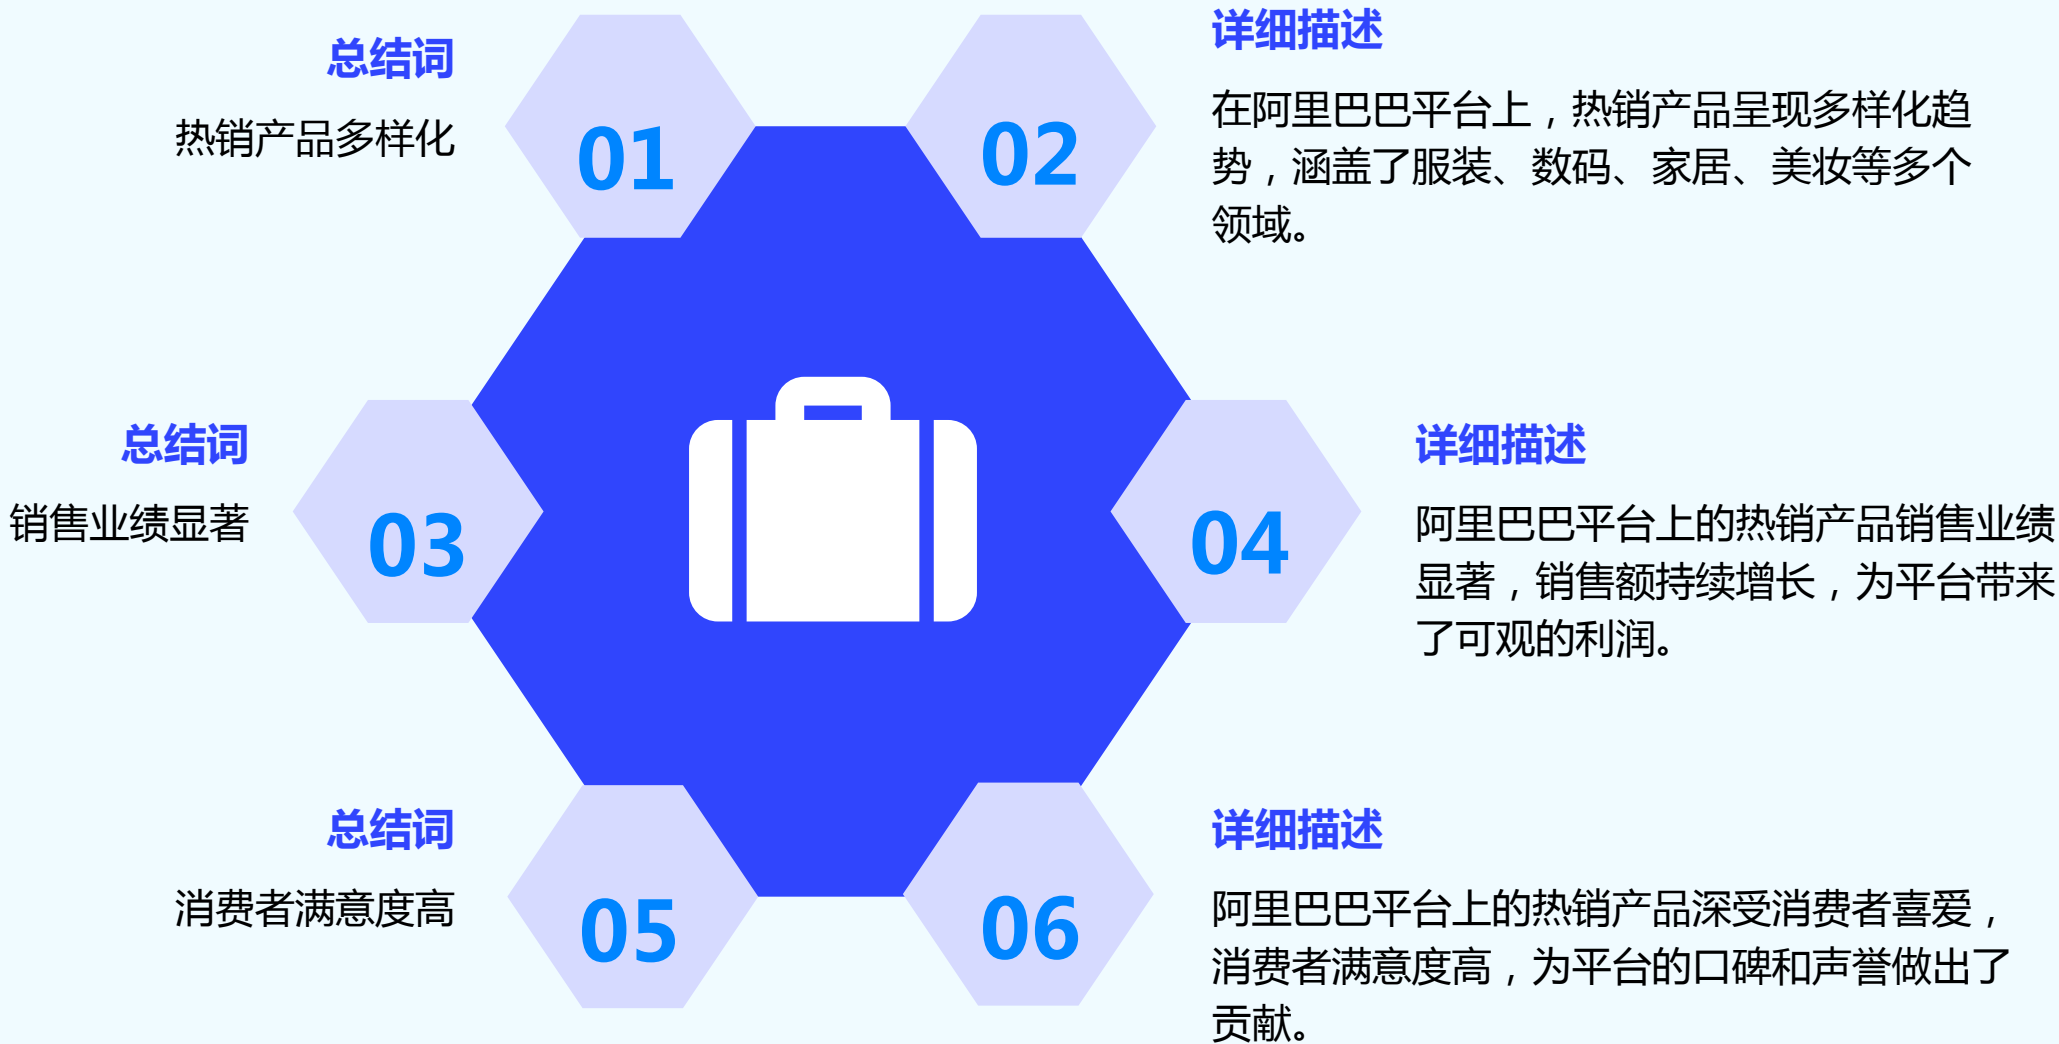 总结词
热销产品多样化
01
02
详细描述
在阿里巴巴平台上，热销产品呈现多样化趋
势，涵盖了服装、数码、家居、美妆等多个
领域。
总结词
销售业绩显著
03
04
详细描述
阿里巴巴平台上的热销产品销售业绩
显著，销售额持续增长，为平台带来
了可观的利润。
总结词
消费者满意度高
05
06
详细描述
阿里巴巴平台上的热销产品深受消费者喜爱，
消费者满意度高，为平台的口碑和声誉做出了
贡献。